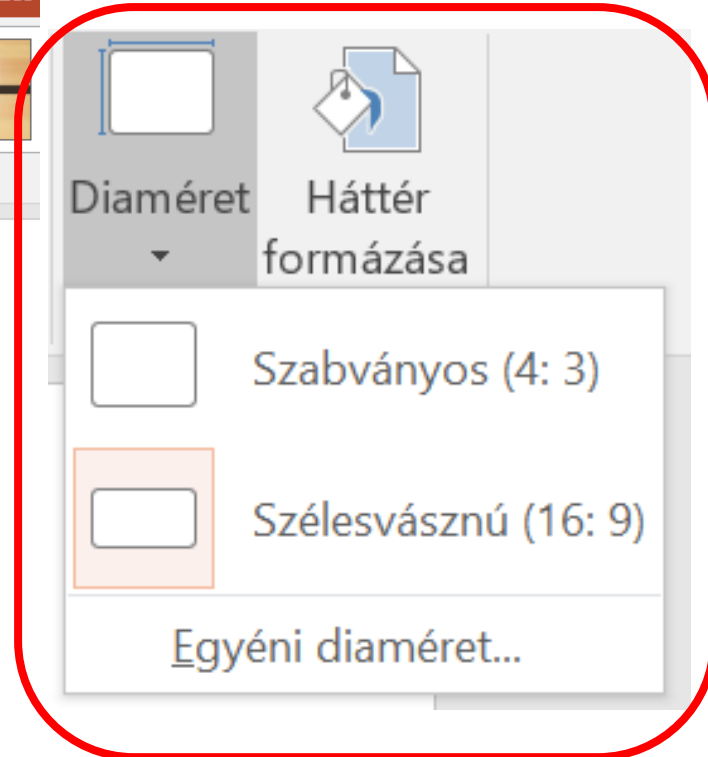 Diaméret
Háttér
formázása
Szabványos (4: 3)
Szélesvásznú (16: 9)
Egyéni diaméret...